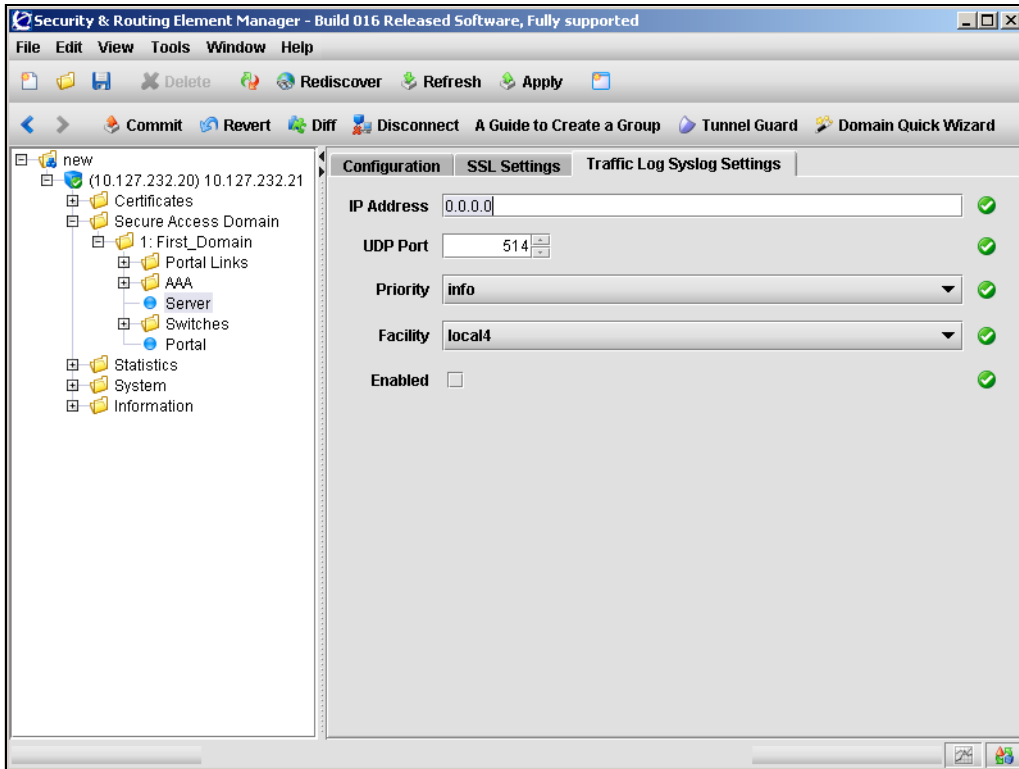 Security & Routing Element Manager - Build 016 Released Software, Fully supported
File Edit View Tools Window Help
Delete Rediscover Refresh Apply
Commit Revert Diff Disconnect A Guide to Create a Group Tunnel Guard Domain Quick Wizard
new
(10.127.232.20) 10.127.232.21
Certificates
Secure Access Domain
1: First_Domain
Portal Links
AAA
Server
Switches
Portal
Statistics
System
Information
Configuration SSL Settings Traffic Log Syslog Settings
IP Address 0.0.0.0
UDP Port 514
Priority info
Facility local4
Enabled